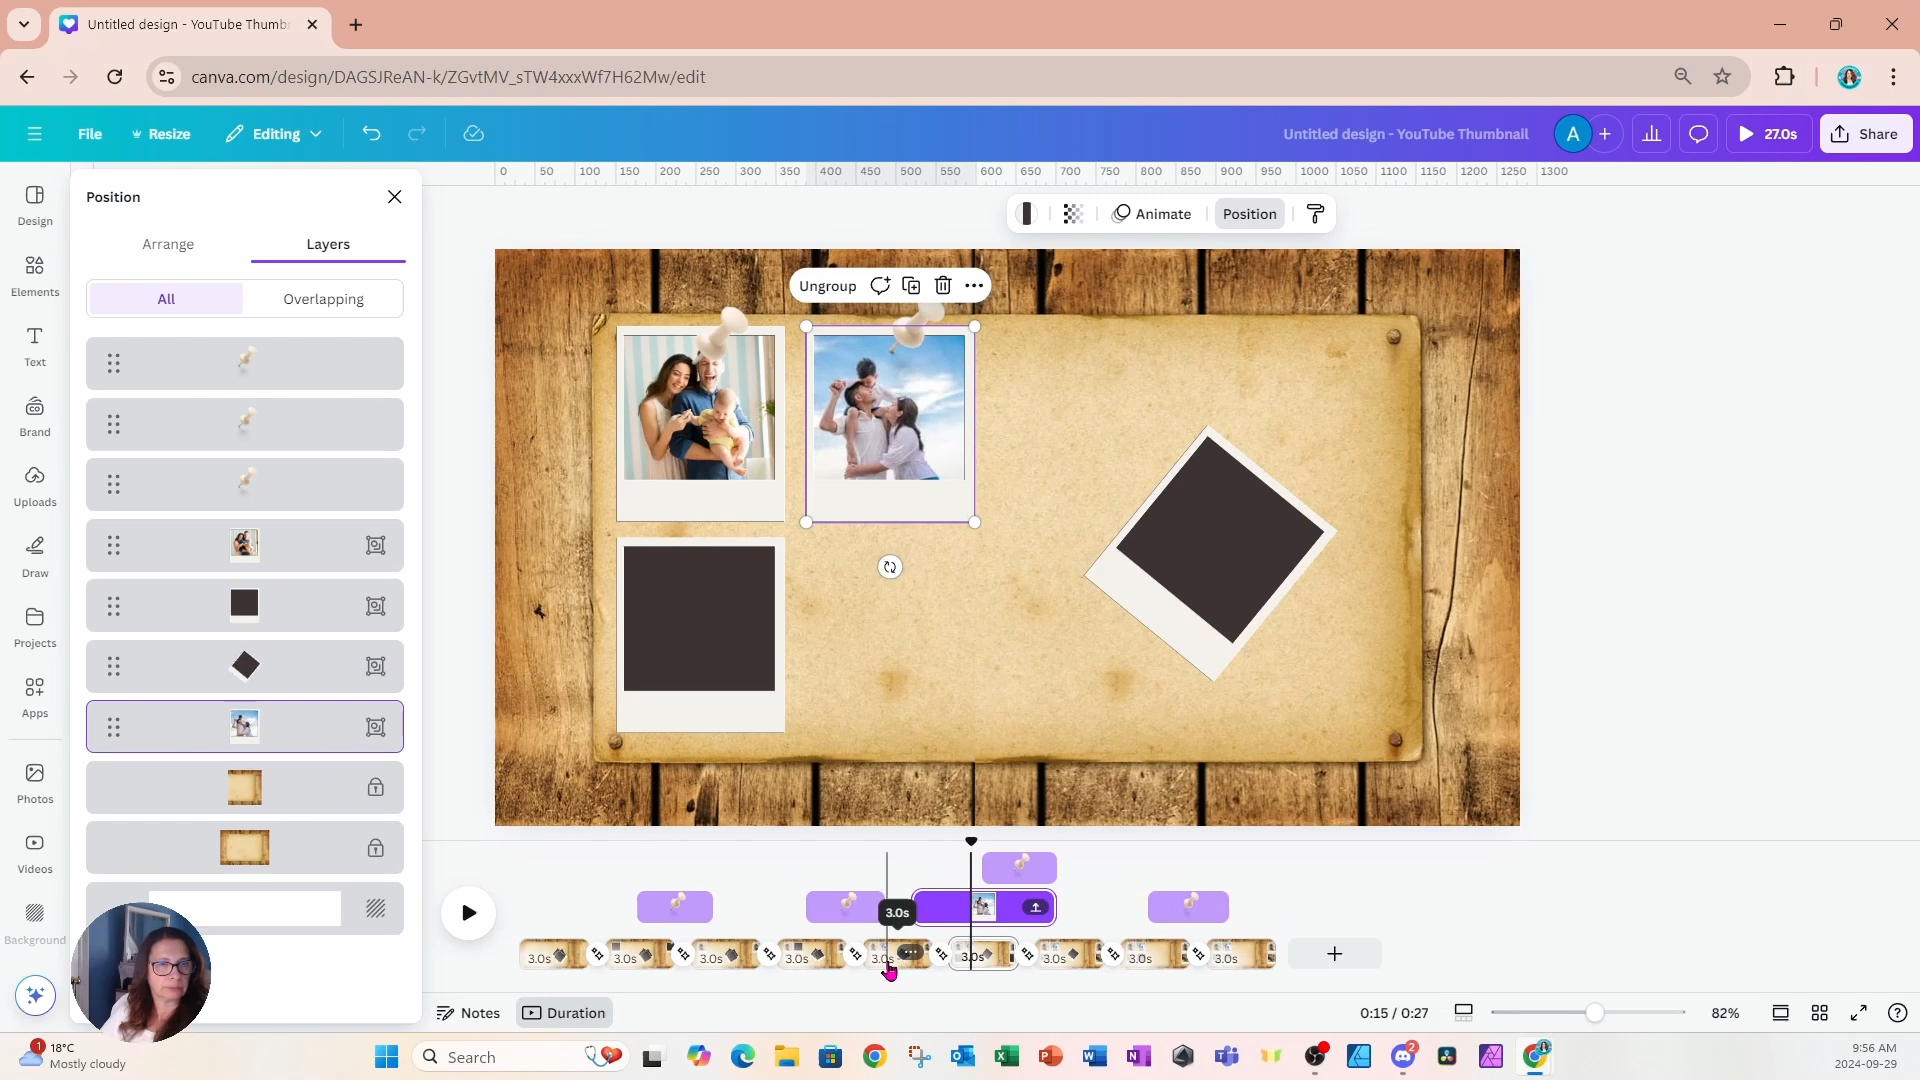 Untitled design - YouTube Thumbn
canva.com/design/DAGSJReAN-k/ZGvtMV_sTW4xxxWf7H62Mw/edit
File
Resize
Editing
Untitled design - YouTube Thumbnail
A
27.0s
Share
0 50 100 150 200 250 300 350 400 450 500 550 600 650 700 750 800 850 900 950 1000 1050 1100 1150 1200 1250 1300
Position
Arrange
Layers
All
Overlapping
Design
Elements
Text
Brand
Uploads
Draw
Projects
Apps
Photos
Videos
Background
Animate
Position
Ungroup
3.0s
3.0s 3.0s 3.0s 3.0s 3.0s 3.0s 3.0s 3.0s 3.0s
Notes
Duration
0:15 / 0:27
82%
1
18°C
Mostly cloudy
Search
2
9:56 AM
2024-09-29